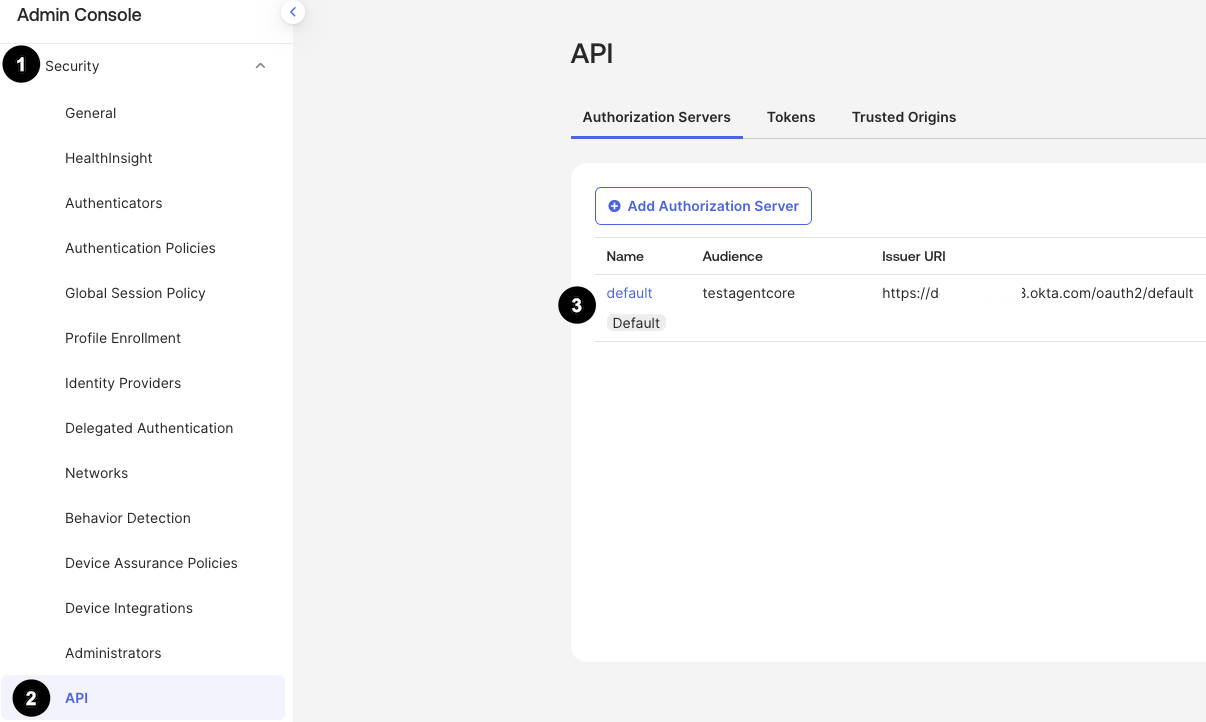 Admin Console
1 Security
General
HealthInsight
Authenticators
Authentication Policies
Global Session Policy
Profile Enrollment
Identity Providers
Delegated Authentication
Networks
Behavior Detection
Device Assurance Policies
Device Integrations
Administrators
2 API
API
Authorization Servers Tokens Trusted Origins
Add Authorization Server
Name Audience Issuer URI
3 default testagentcore https://d .okta.com/oauth2/default
Default